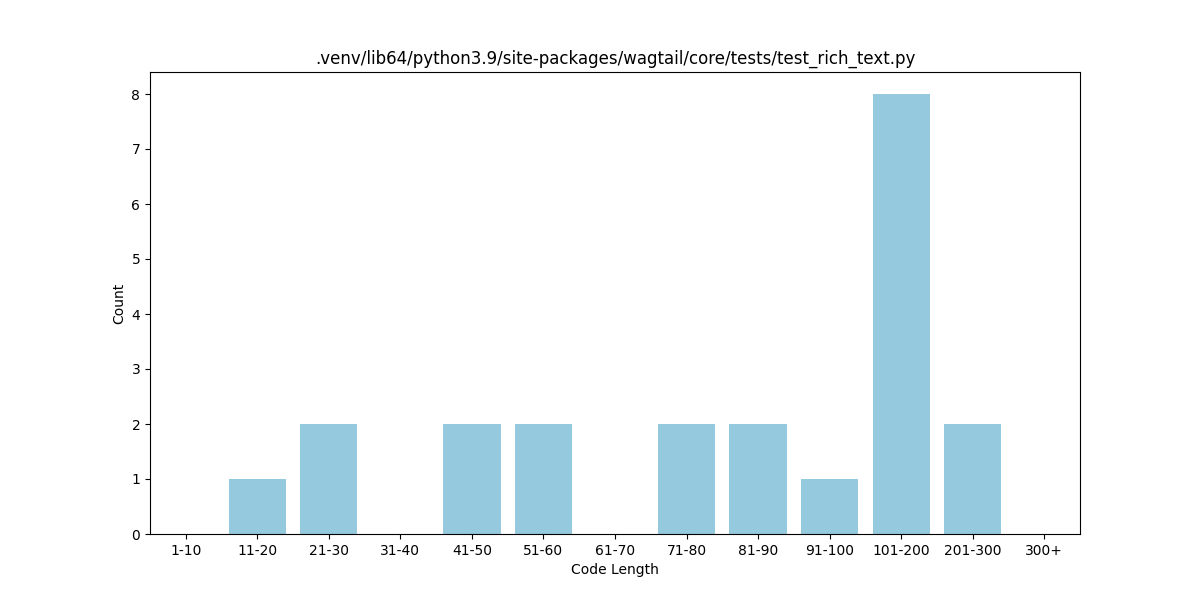 .venv/lib64/python3.9/site-packages/wagtail/core/tests/test_rich_text.py
8
7
6
5
4
3
2
1
0
Count
1-10 11-20 21-30 31-40 41-50 51-60 61-70 71-80 81-90 91-100 101-200 201-300 300+
Code Length